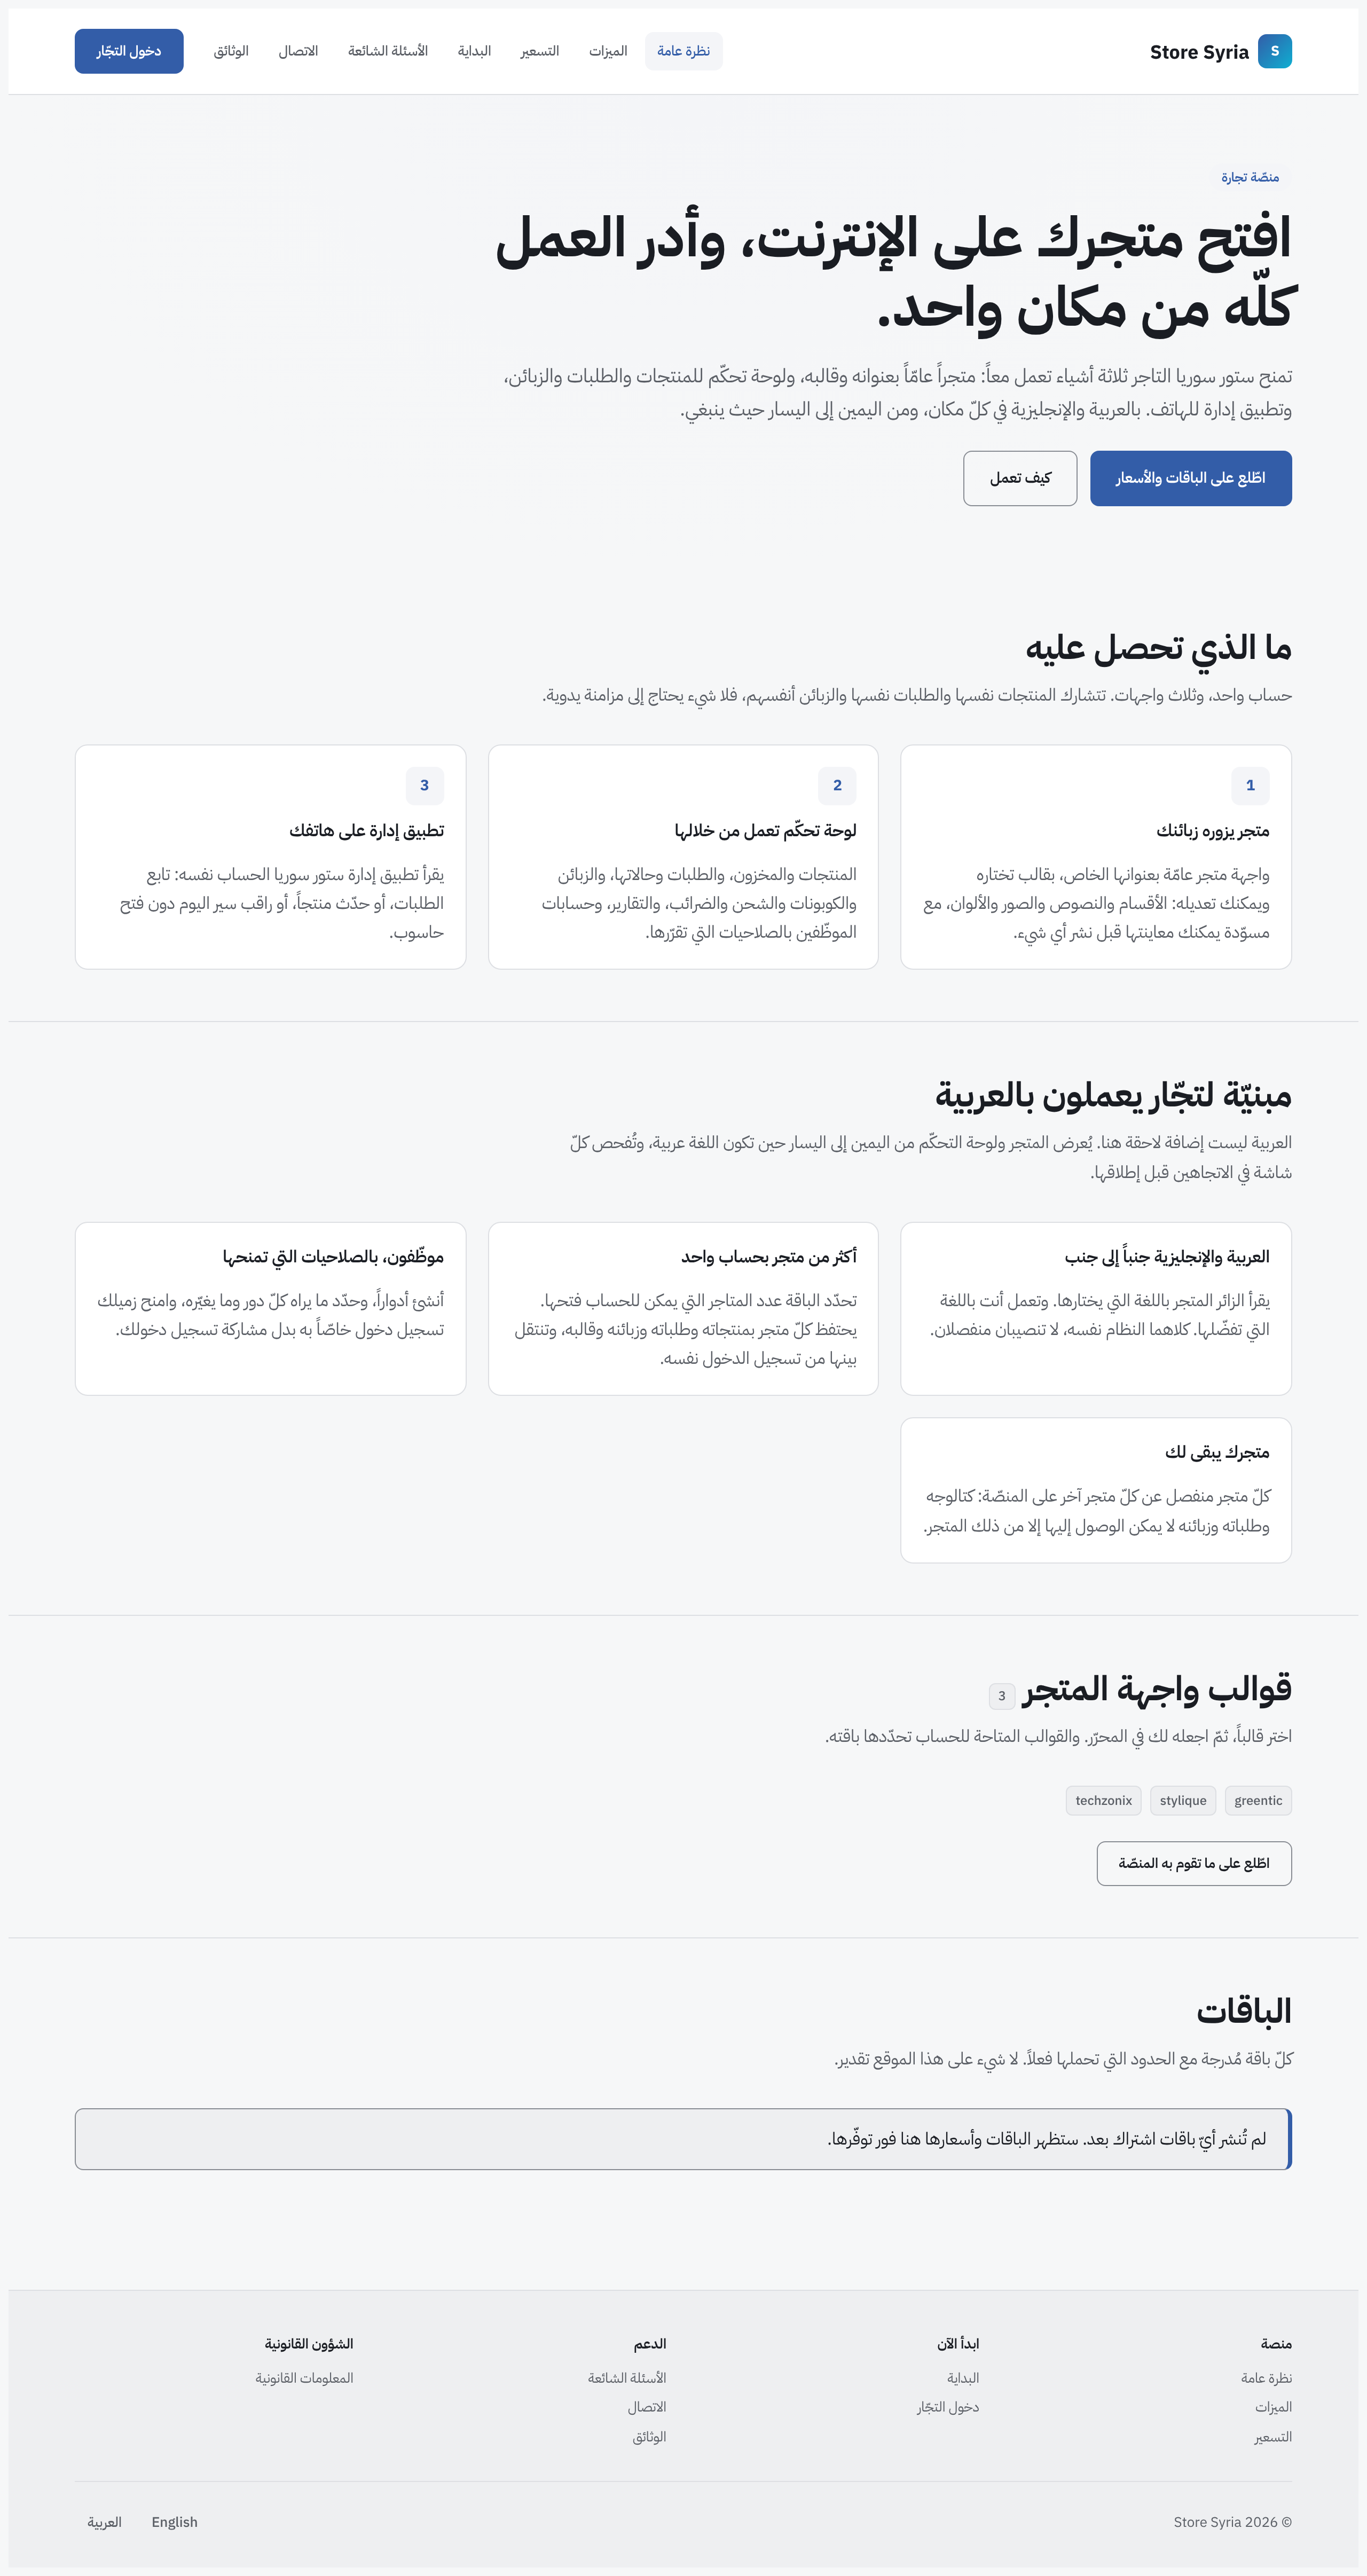 S
Store Syria
نظرة عامة
الميزات
التسعير
البداية
الأسئلة الشائعة
الاتصال
الوثائق
دخول التجّار
منصّة تجارة
افتح متجرك على الإنترنت، وأدر العمل
كلّه من مكان واحد.
تمنح ستور سوريا التاجر ثلاثة أشياء تعمل معاً: متجراً عامّاً بعنوانه وقالبه، ولوحة تحكّم للمنتجات والطلبات والزبائن،
وتطبيق إدارة للهاتف. بالعربية والإنجليزية في كلّ مكان، ومن اليمين إلى اليسار حيث ينبغي.
اطّلع على الباقات والأسعار
كيف تعمل
ما الذي تحصل عليه
حساب واحد، وثلاث واجهات. تتشارك المنتجات نفسها والطلبات نفسها والزبائن أنفسهم، فلا شيء يحتاج إلى مزامنة يدوية.
1
متجر يزوره زبائنك
واجهة متجر عامّة بعنوانها الخاص، بقالب تختاره
ويمكنك تعديله: الأقسام والنصوص والصور والألوان، مع
مسوّدة يمكنك معاينتها قبل نشر أي شيء.
2
لوحة تحكّم تعمل من خلالها
المنتجات والمخزون، والطلبات وحالاتها، والزبائن
والكوبونات والشحن والضرائب، والتقارير، وحسابات
الموظّفين بالصلاحيات التي تقرّرها.
3
تطبيق إدارة على هاتفك
يقرأ تطبيق إدارة ستور سوريا الحساب نفسه: تابع
الطلبات، أو حدّث منتجاً، أو راقب سير اليوم دون فتح
حاسوب.
مبنيّة لتجّار يعملون بالعربية
العربية ليست إضافة لاحقة هنا. يُعرض المتجر ولوحة التحكّم من اليمين إلى اليسار حين تكون اللغة عربية، وتُفحص كلّ
شاشة في الاتجاهين قبل إطلاقها.
العربية والإنجليزية جنباً إلى جنب
يقرأ الزائر المتجر باللغة التي يختارها. وتعمل أنت باللغة
التي تفضّلها. كلاهما النظام نفسه، لا تنصيبان منفصلان.
أكثر من متجر بحساب واحد
تحدّد الباقة عدد المتاجر التي يمكن للحساب فتحها.
يحتفظ كلّ متجر بمنتجاته وطلباته وزبائنه وقالبه، وتنتقل
بينها من تسجيل الدخول نفسه.
موظّفون، بالصلاحيات التي تمنحها
أنشئ أدواراً، وحدّد ما يراه كلّ دور وما يغيّره، وامنح زميلك
تسجيل دخول خاصّاً به بدل مشاركة تسجيل دخولك.
متجرك يبقى لك
كلّ متجر منفصل عن كلّ متجر آخر على المنصّة: كتالوجه
وطلباته وزبائنه لا يمكن الوصول إليها إلا من ذلك المتجر.
قوالب واجهة المتجر 3
اختر قالباً، ثمّ اجعله لك في المحرّر. والقوالب المتاحة للحساب تحدّدها باقته.
greentic
stylique
techzonix
اطّلع على ما تقوم به المنصّة
الباقات
كلّ باقة مُدرجة مع الحدود التي تحملها فعلاً. لا شيء على هذا الموقع تقدير.
لم تُنشر أيّ باقات اشتراك بعد. ستظهر الباقات وأسعارها هنا فور توفّرها.
منصة
نظرة عامة
الميزات
التسعير
ابدأ الآن
البداية
دخول التجّار
الدعم
الأسئلة الشائعة
الاتصال
الوثائق
الشؤون القانونية
المعلومات القانونية
© 2026 Store Syria
English
العربية